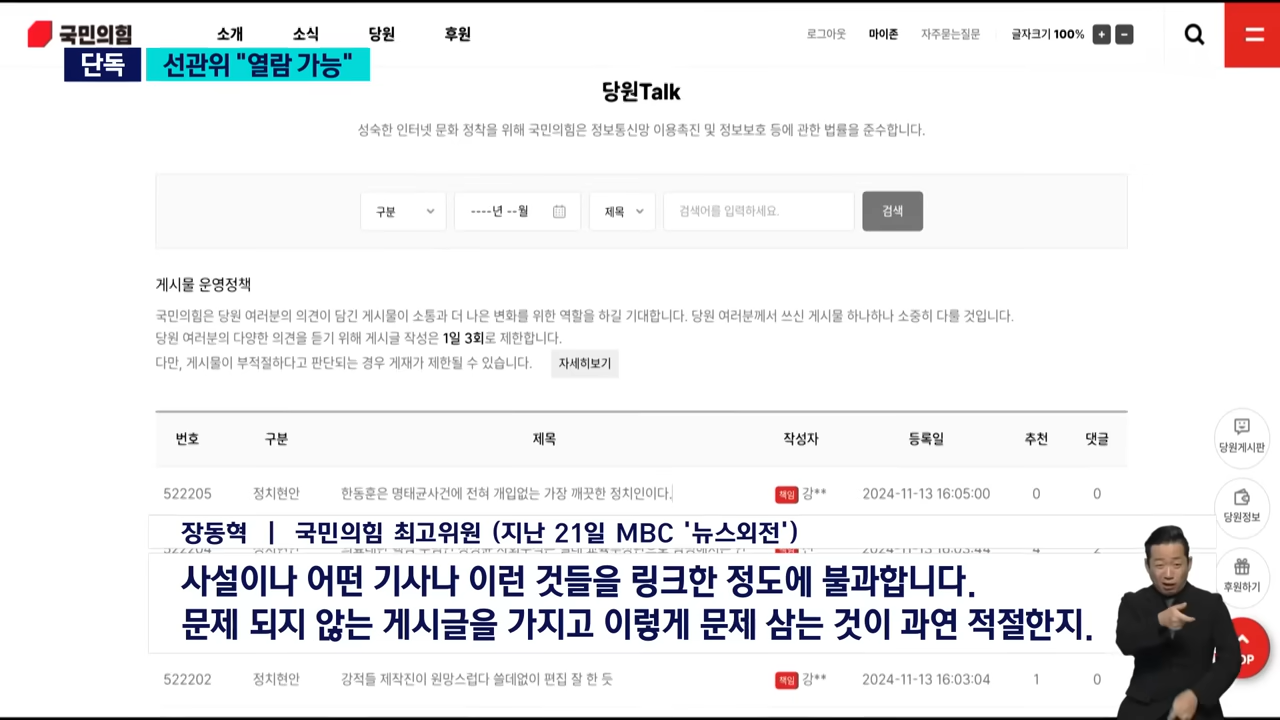 국민의힘 소개 소식 당원 후원 로그아웃 마이존 자주묻는질문 글자크기 100% + -
단독 선관위 "열람 가능"
당원Talk
성숙한 인터넷 문화 정착을 위해 국민의힘은 정보통신망 이용촉진 및 정보보호 등에 관한 법률을 준수합니다.
구분 ----년 --월 제목 검색어를 입력하세요. 검색
게시물 운영정책
국민의힘은 당원 여러분의 의견이 담긴 게시물이 소통과 더 나은 변화를 위한 역할을 하길 기대합니다. 당원 여러분께서 쓰신 게시물 하나하나 소중히 다룰 것입니다.
당원 여러분의 다양한 의견을 듣기 위해 게시글 작성은 1일 3회로 제한합니다.
다만, 게시물이 부적절하다고 판단되는 경우 게재가 제한될 수 있습니다. 자세히보기
번호 구분 제목 작성자 등록일 추천 댓글
당원게시판
522205 정치현안 한동훈은 명태균사건에 전혀 개입없는 가장 깨끗한 정치인이다. 책임 강** 2024-11-13 16:05:00 0 0
당원정보
장동혁 | 국민의힘 최고위원 (지난 21일 MBC '뉴스외전')
사설이나 어떤 기사나 이런 것들을 링크한 정도에 불과합니다.
후원하기
문제 되지 않는 게시글을 가지고 이렇게 문제 삼는 것이 과연 적절한지.
522202 정치현안 강적들 제작진이 원망스럽다 쓸데없이 편집 잘 한 듯 책임 강** 2024-11-13 16:03:04 1 0